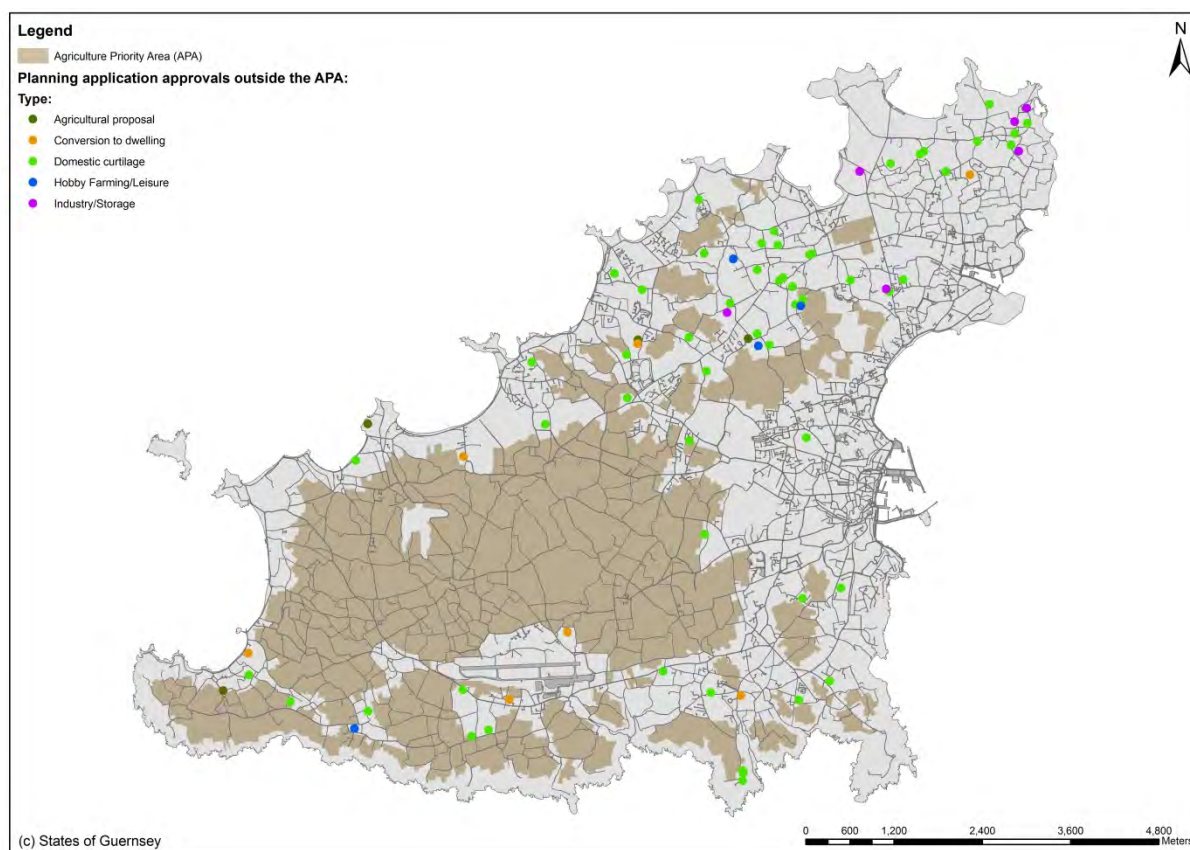 Legend
Agriculture Priority Area (APA)
Planning application approvals outside the APA:
Type:
Agricultural proposal
Conversion to dwelling
Domestic curtilage
Hobby Farming/Leisure
Industry/Storage
N
(c) States of Guernsey
0 600 1,200 2,400 3,600 4,800
Meters